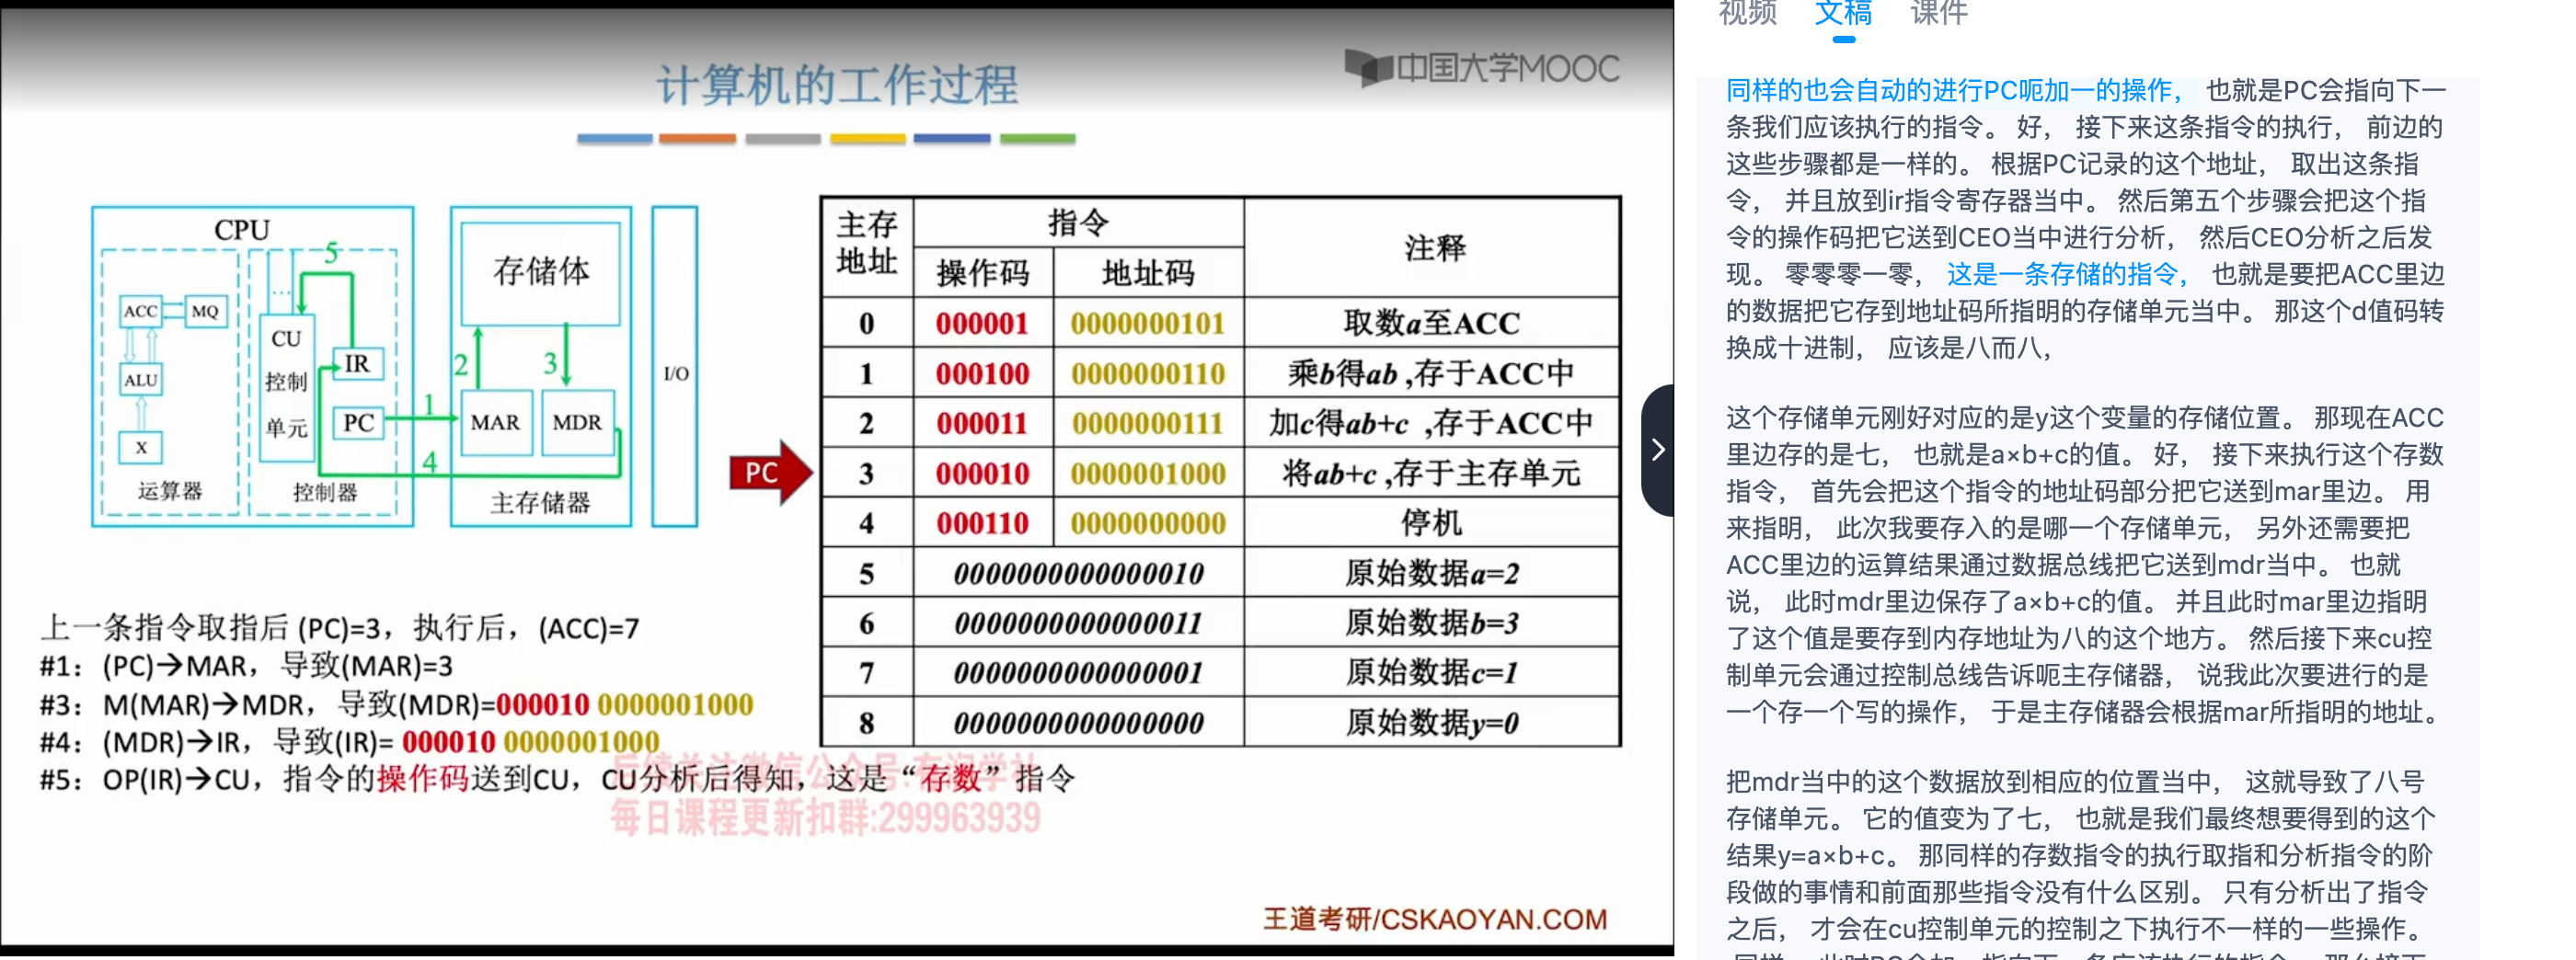 计算机的工作过程
中国大学MOOC
CPU
ACC
MQ
ALU
X
运算器
5
...
CU
控制
单元
IR
PC
控制器
1
2
3
4
存储体
MAR
MDR
主存储器
I/O
PC
主存地址 指令 注释
操作码 地址码
0 000001 0000000101 取数a至ACC
1 000100 0000000110 乘b得ab ,存于ACC中
2 000011 0000000111 加c得ab+c ,存于ACC中
3 000010 0000001000 将ab+c ,存于主存单元
4 000110 0000000000 停机
5 0000000000000010 原始数据a=2
6 0000000000000011 原始数据b=3
7 0000000000000001 原始数据c=1
8 0000000000000000 原始数据y=0
上一条指令取指后 (PC)=3，执行后，(ACC)=7
#1：(PC)→MAR，导致(MAR)=3
#3：M(MAR)→MDR，导致(MDR)=000010 0000001000
#4：(MDR)→IR，导致(IR)= 000010 0000001000
#5：OP(IR)→CU，指令的操作码送到CU，CU分析后得知，这是“存数”指令
每日课程更新扣群:299963939
王道考研/CSKAOYAN.COM
视频 文稿 课件
同样的也会自动的进行PC呃加一的操作， 也就是PC会指向下一
条我们应该执行的指令。 好， 接下来这条指令的执行， 前边的
这些步骤都是一样的。 根据PC记录的这个地址， 取出这条指
令， 并且放到ir指令寄存器当中。 然后第五个步骤会把这个指
令的操作码把它送到CEO当中进行分析， 然后CEO分析之后发
现。 零零零一零， 这是一条存储的指令， 也就是要把ACC里边
的数据把它存到地址码所指明的存储单元当中。 那这个d值码转
换成十进制， 应该是八而八，
这个存储单元刚好对应的是y这个变量的存储位置。 那现在ACC
里边存的是七， 也就是a×b+c的值。 好， 接下来执行这个存数
指令， 首先会把这个指令的地址码部分把它送到mar里边。 用
来指明， 此次我要存入的是哪一个存储单元， 另外还需要把
ACC里边的运算结果通过数据总线把它送到mdr当中。 也就
说， 此时mdr里边保存了a×b+c的值。 并且此时mar里边指明
了这个值是要存到内存地址为八的这个地方。 然后接下来cu控
制单元会通过控制总线告诉呃主存储器， 说我此次要进行的是
一个存一个写的操作， 于是主存储器会根据mar所指明的地址。
把mdr当中的这个数据放到相应的位置当中， 这就导致了八号
存储单元。 它的值变为了七， 也就是我们最终想要得到的这个
结果y=a×b+c。 那同样的存数指令的执行取指和分析指令的阶
段做的事情和前面那些指令没有什么区别。 只有分析出了指令
之后， 才会在cu控制单元的控制之下执行不一样的一些操作。